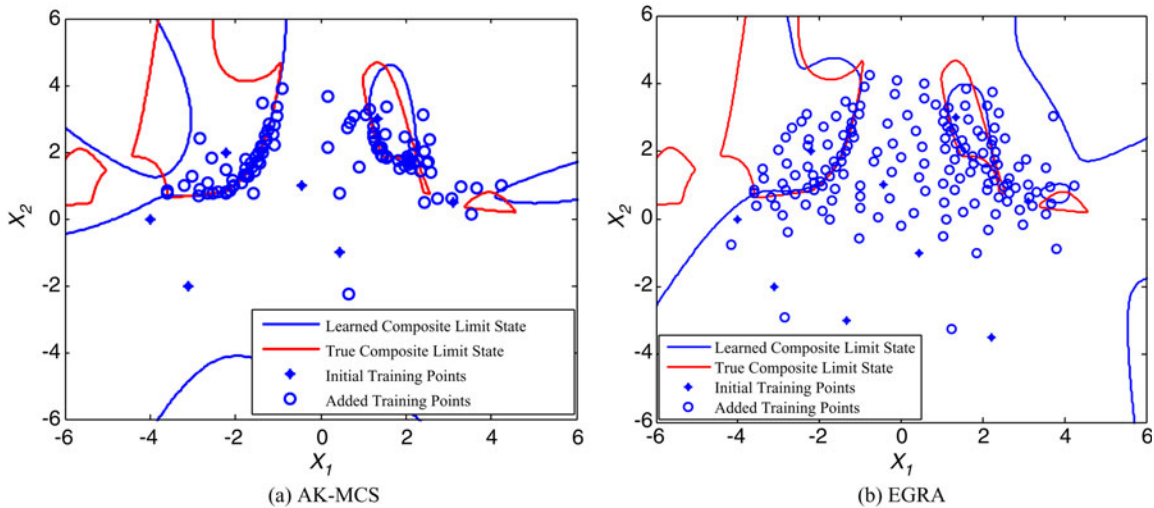 6
4
2
0
-2
-4
-6
X2
-6 -4 -2 0 2 4 6
X1
Learned Composite Limit State
True Composite Limit State
Initial Training Points
Added Training Points
(a) AK-MCS
6
4
2
0
-2
-4
-6
X2
-6 -4 -2 0 2 4 6
X1
Learned Composite Limit State
True Composite Limit State
Initial Training Points
Added Training Points
(b) EGRA